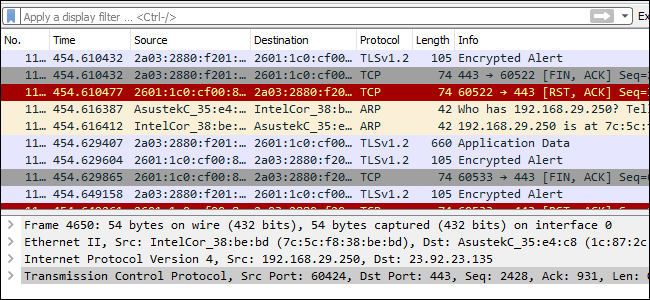 Apply a display filter ... <Ctrl-/>
No. Time Source Destination Protocol Length Info
11… 454.610432 2a03:2880:f201:… 2601:1c0:cf00:… TLSv1.2 105 Encrypted Alert
11… 454.610432 2a03:2880:f201:… 2601:1c0:cf00:… TCP 74 443 → 60522 [FIN, ACK] Seq=
11… 454.610477 2601:1c0:cf00:8… 2a03:2880:f20… TCP 74 60522 → 443 [RST, ACK] Seq=
11… 454.616387 AsustekC_35:e4:… IntelCor_38:b… ARP 42 Who has 192.168.29.250? Tel
11… 454.616412 IntelCor_38:be:… AsustekC_35:e… ARP 42 192.168.29.250 is at 7c:5c:
11… 454.629407 2a03:2880:f201:… 2601:1c0:cf00:… TLSv1.2 660 Application Data
11… 454.629604 2601:1c0:cf00:8… 2a03:2880:f20… TLSv1.2 105 Encrypted Alert
11… 454.629865 2601:1c0:cf00:8… 2a03:2880:f20… TCP 74 60533 → 443 [FIN, ACK] Seq=
11… 454.649158 2a03:2880:f201:… 2601:1c0:cf00:… TLSv1.2 105 Encrypted Alert
Frame 4650: 54 bytes on wire (432 bits), 54 bytes captured (432 bits) on interface 0
Ethernet II, Src: IntelCor_38:be:bd (7c:5c:f8:38:be:bd), Dst: AsustekC_35:e4:c8 (1c:87:2c
Internet Protocol Version 4, Src: 192.168.29.250, Dst: 23.92.23.135
Transmission Control Protocol, Src Port: 60424, Dst Port: 443, Seq: 2428, Ack: 931, Len: